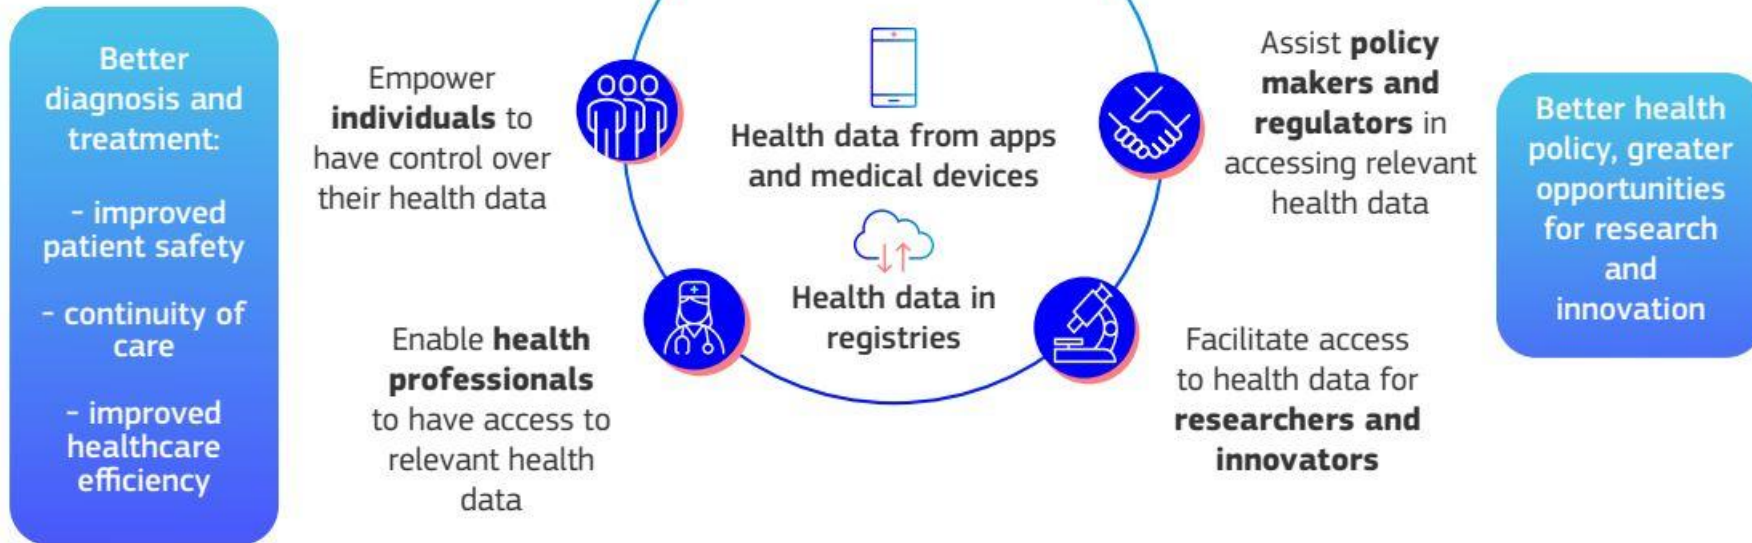 Better
diagnosis and
treatment:
- improved
patient safety
- continuity of
care
- improved
healthcare
efficiency
Empower
individuals to
have control over
their health data
Enable health
professionals
to have access to
relevant health
data
Health data from apps
and medical devices
Health data in
registries
Assist policy
makers and
regulators in
accessing relevant
health data
Facilitate access
to health data for
researchers and
innovators
Better health
policy, greater
opportunities
for research
and
innovation